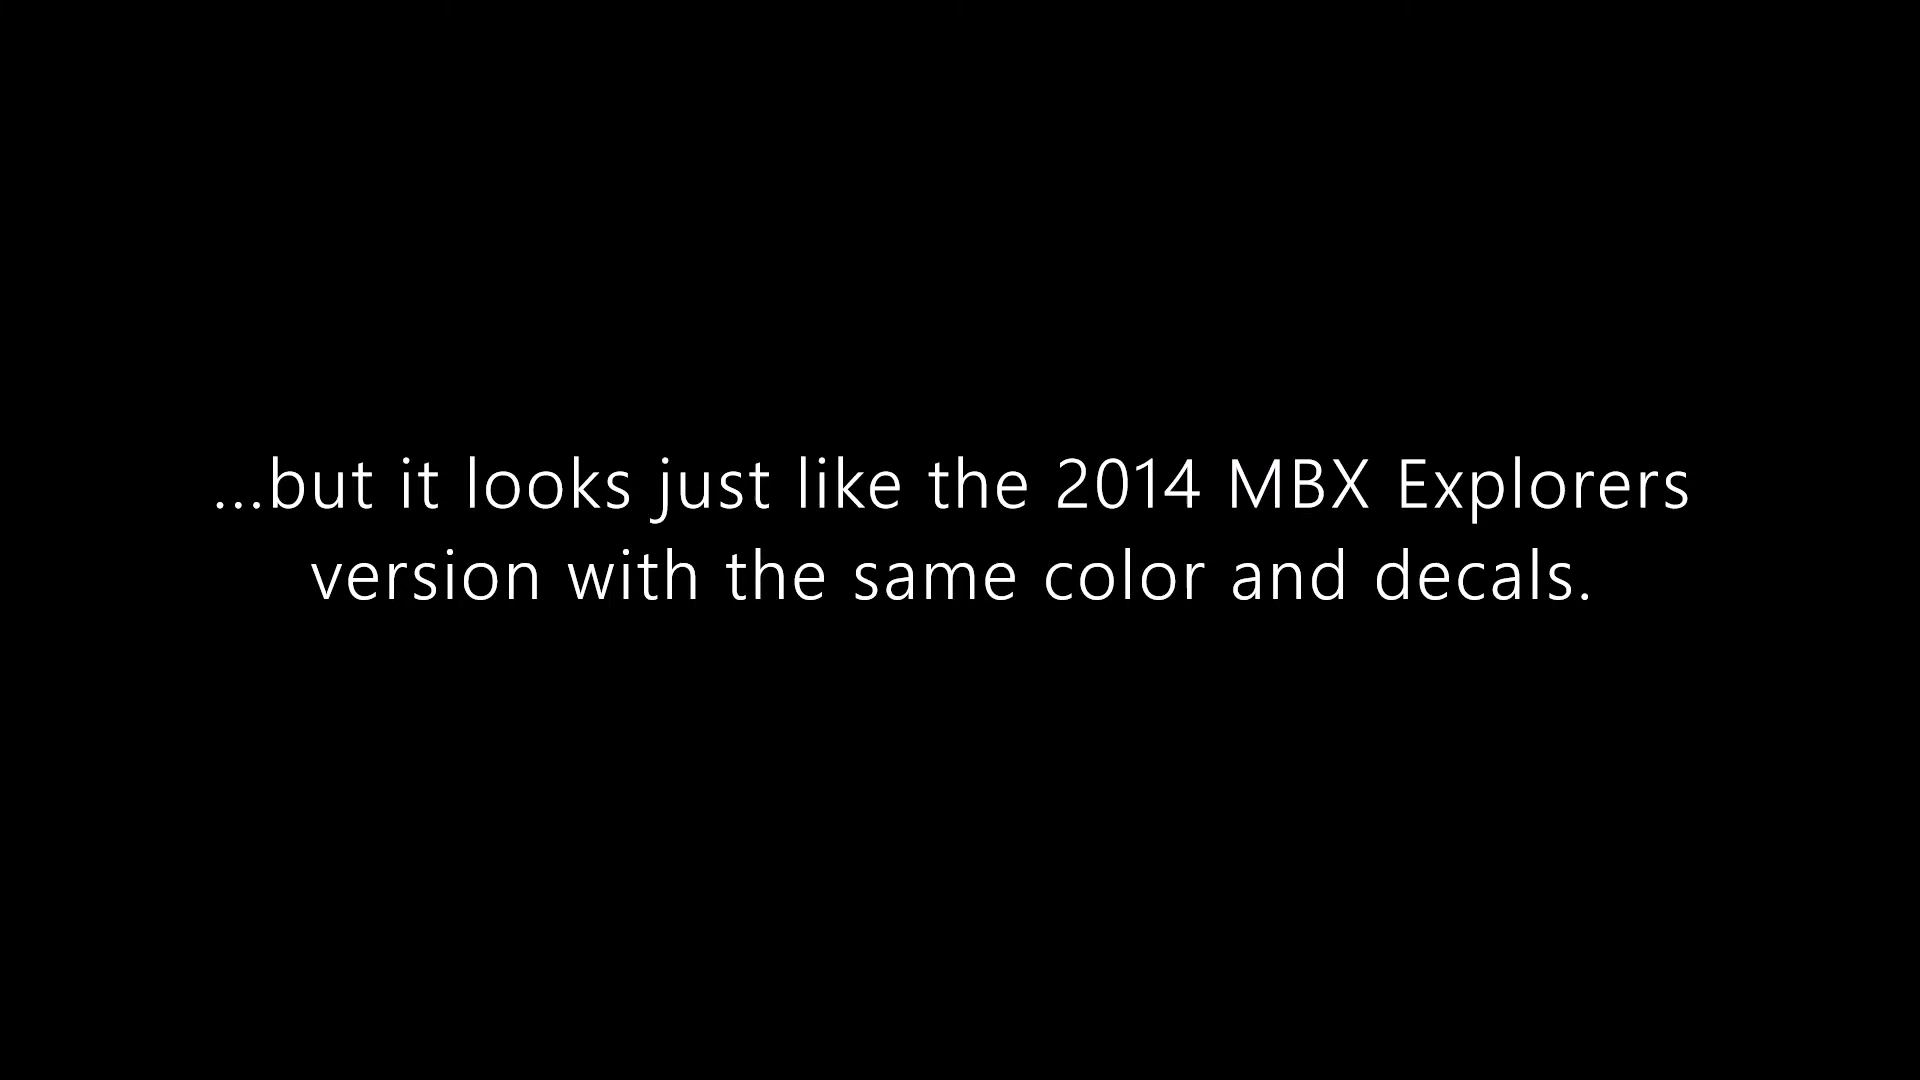 ...but it looks just like the 2014 MBX Explorers
version with the same color and decals.